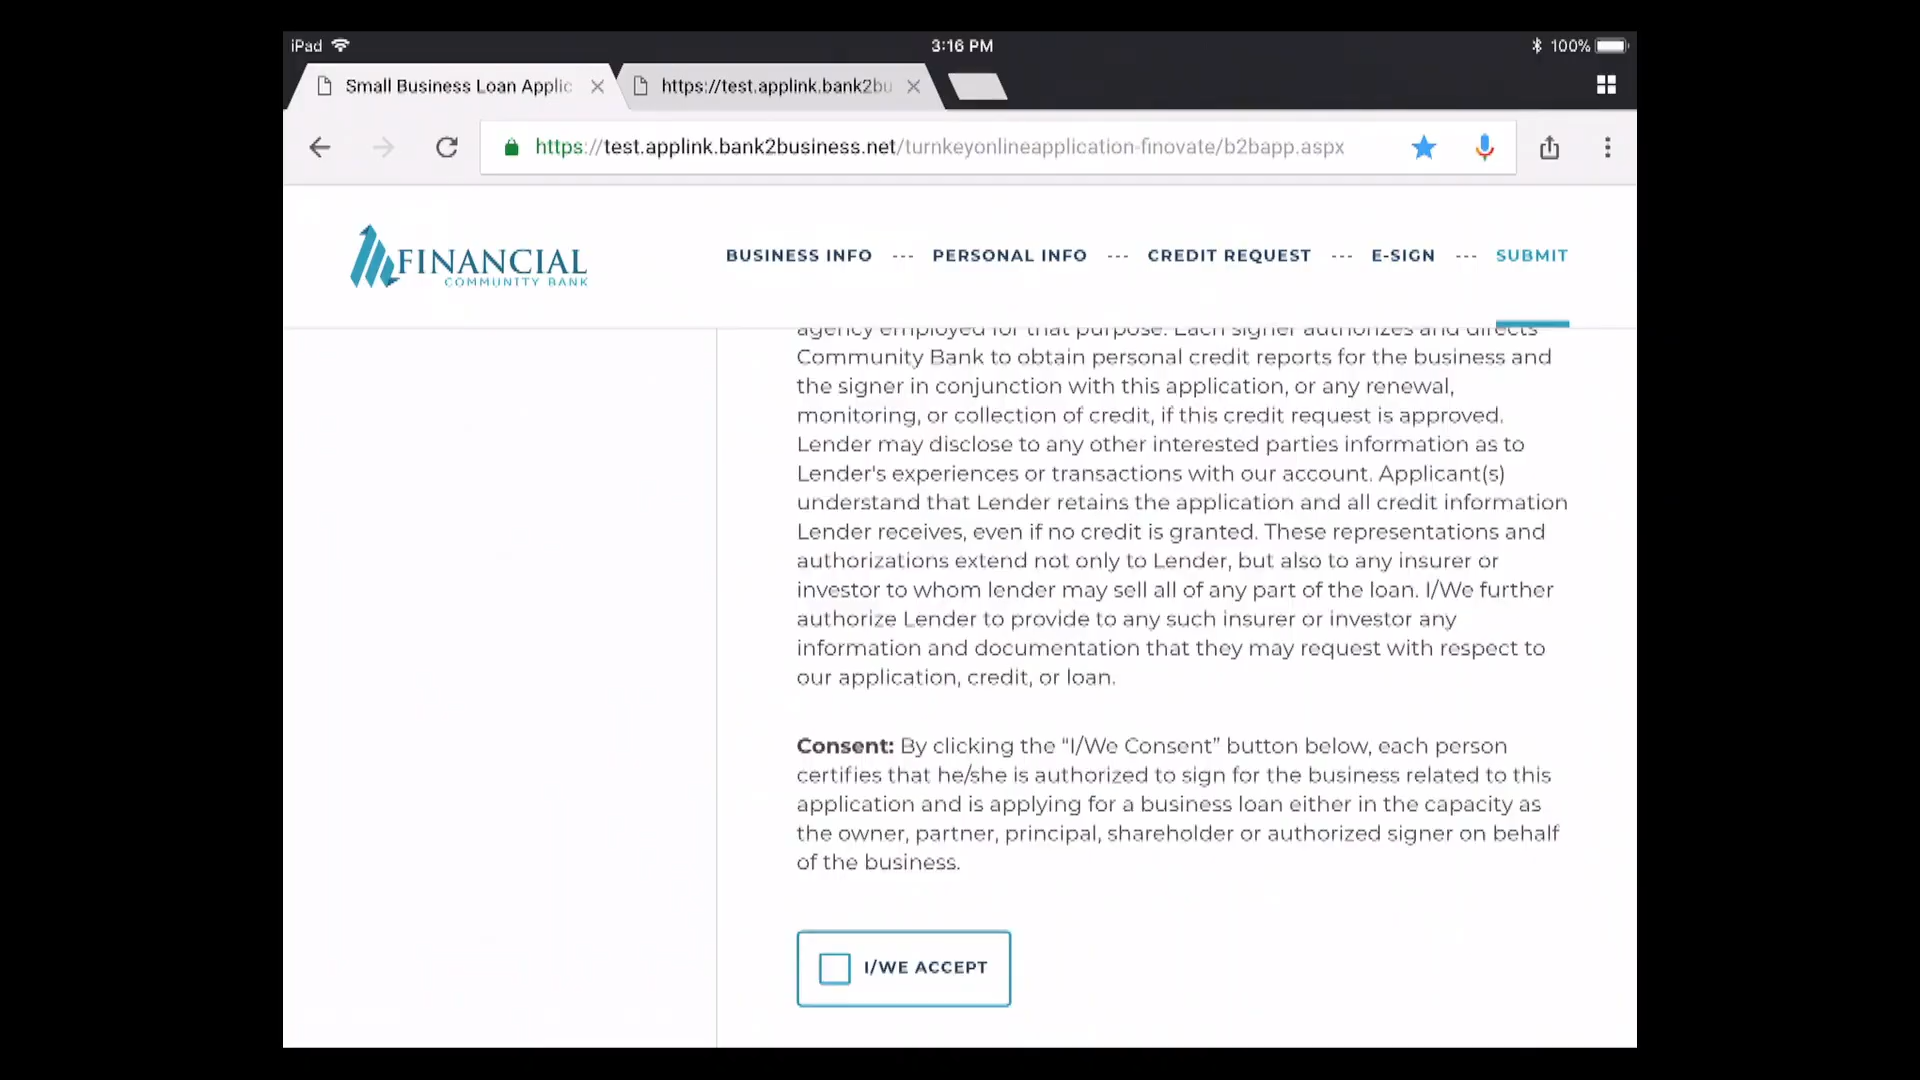 iPad
3:16 PM
100%
Small Business Loan Applic
https://test.applink.bank2bu
https://test.applink.bank2business.net/turnkeyonlineapplication-finovate/b2bapp.aspx
FINANCIAL
COMMUNITY BANK
BUSINESS INFO --- PERSONAL INFO --- CREDIT REQUEST --- E-SIGN --- SUBMIT
agency employed for that purpose. Each signer authorizes and directs
Community Bank to obtain personal credit reports for the business and
the signer in conjunction with this application, or any renewal,
monitoring, or collection of credit, if this credit request is approved.
Lender may disclose to any other interested parties information as to
Lender's experiences or transactions with our account. Applicant(s)
understand that Lender retains the application and all credit information
Lender receives, even if no credit is granted. These representations and
authorizations extend not only to Lender, but also to any insurer or
investor to whom lender may sell all of any part of the loan. I/We further
authorize Lender to provide to any such insurer or investor any
information and documentation that they may request with respect to
our application, credit, or loan.
Consent: By clicking the “I/We Consent” button below, each person
certifies that he/she is authorized to sign for the business related to this
application and is applying for a business loan either in the capacity as
the owner, partner, principal, shareholder or authorized signer on behalf
of the business.
I/WE ACCEPT